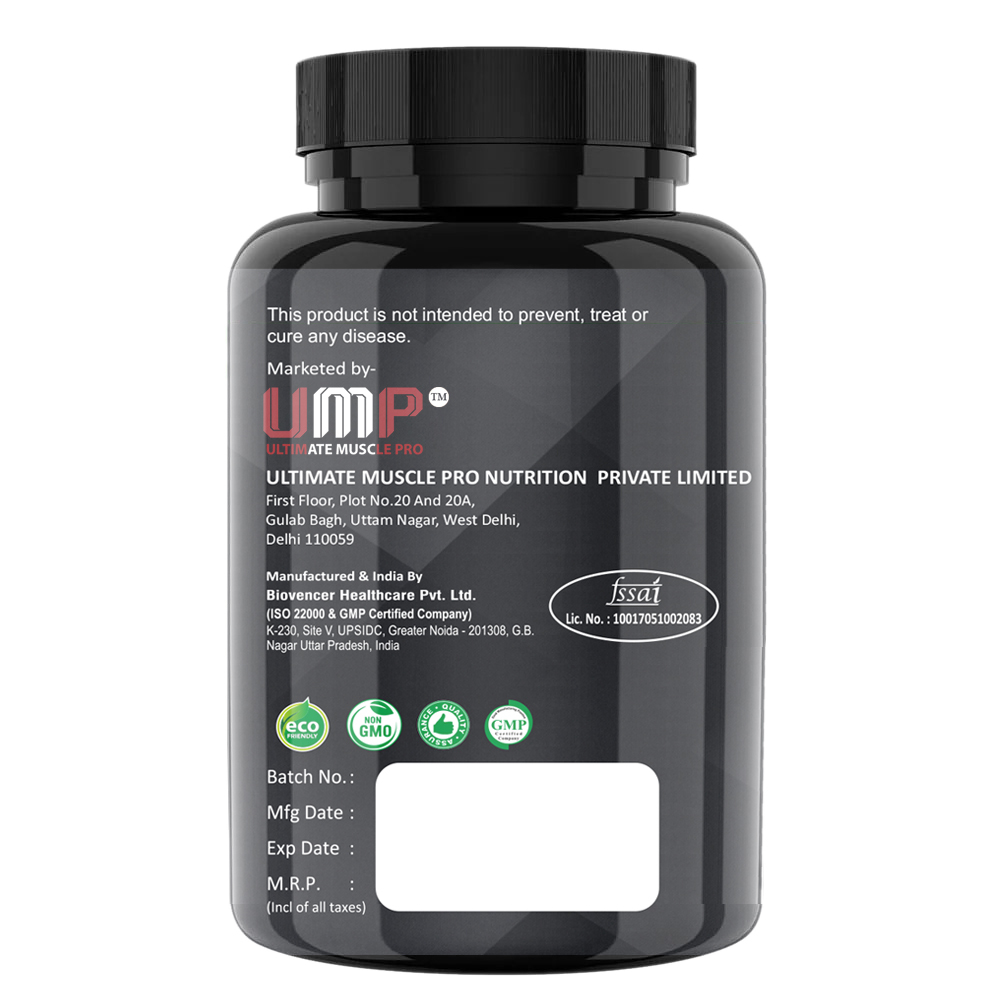 This product is not intended to prevent, treat or
cure any disease.
Marketed by-
UMP TM
ULTIMATE MUSCLE PRO
ULTIMATE MUSCLE PRO NUTRITION PRIVATE LIMITED
First Floor, Plot No.20 And 20A,
Gulab Bagh, Uttam Nagar, West Delhi,
Delhi 110059
Manufactured & India By
Biovencer Healthcare Pvt. Ltd.
(ISO 22000 & GMP Certified Company)
K-230, Site V, UPSIDC, Greater Noida - 201308, G.B.
Nagar Uttar Pradesh, India
fssai
Lic. No. : 10017051002083
eco
FRIENDLY
NON
GMO
QUALITY
ASSURANCE
GMP
Certified
Company
Batch No. :
Mfg Date :
Exp Date :
M.R.P. :
(Incl of all taxes)